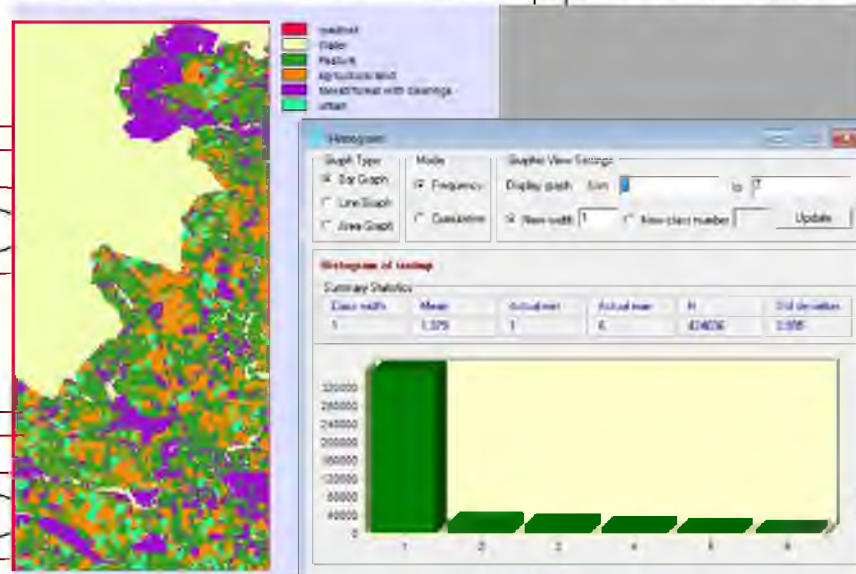 Water
Pasture
Agricultural land
Mixed forest with clearings
urban
Histogram
Graph Type
Bar Graph
Line Graph
Area Graph
Mode
Frequency
Cumulative
Graphic View Settings
Display graph from
to 7
New width 1
New class number
Update
Histogram of
Summary Statistics
Class width Mean Actual min Actual max N Std deviation
1 1 6
320000
280000
240000
200000
160000
120000
80000
40000
0
1 2 3 4 5 6